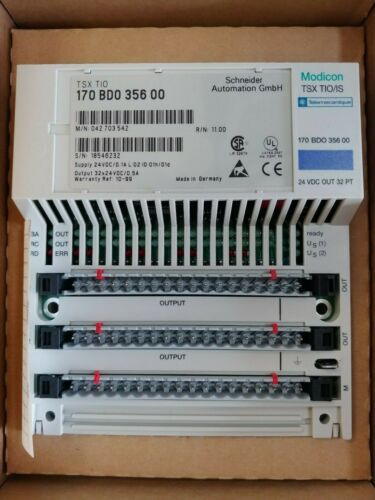 TSX TIO
170 BDO 356 00
M/N: 042 703 542
R/N: 11.00
S/N: 18546232
Supply 24VDC/0.1A L 02 ID 01h/01c
Output 32x24VDC/0,5A
Warranty Ref: 10-99
Made in Germany
Schneider
Automation GmbH
Modicon
TSX TIO/IS
Telemecanique
170 BDO 356 00
24 VDC OUT 32 PT
OUT
RC OUT
RD ERR
ready
Us (1)
Us (2)
OUT
OUTPUT
OUT
OUTPUT
M